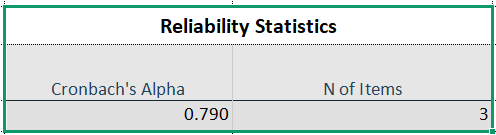 Reliability Statistics
Cronbach's Alpha N of Items
0.790 3